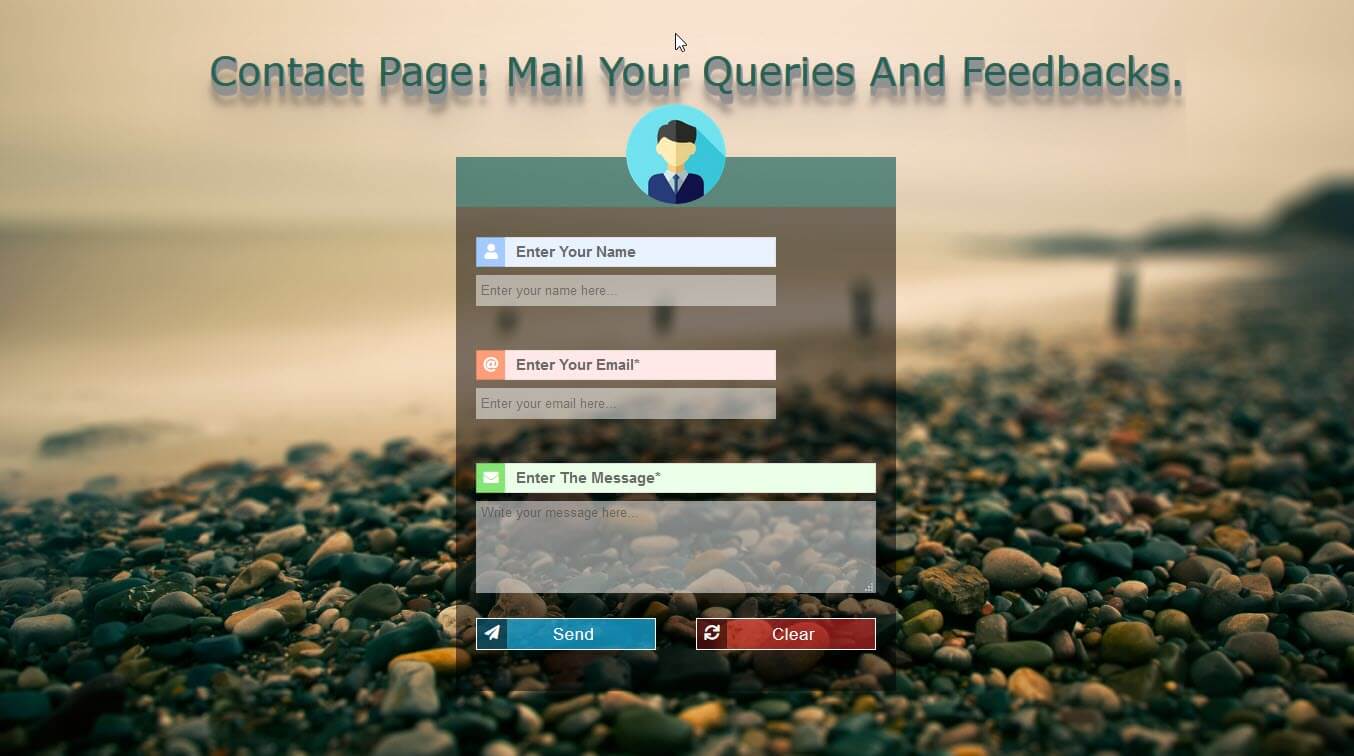 Contact Page: Mail Your Queries And Feedbacks.
Enter Your Name
Enter your name here...
Enter Your Email*
Enter your email here...
Enter The Message*
Write your message here...
Send
Clear